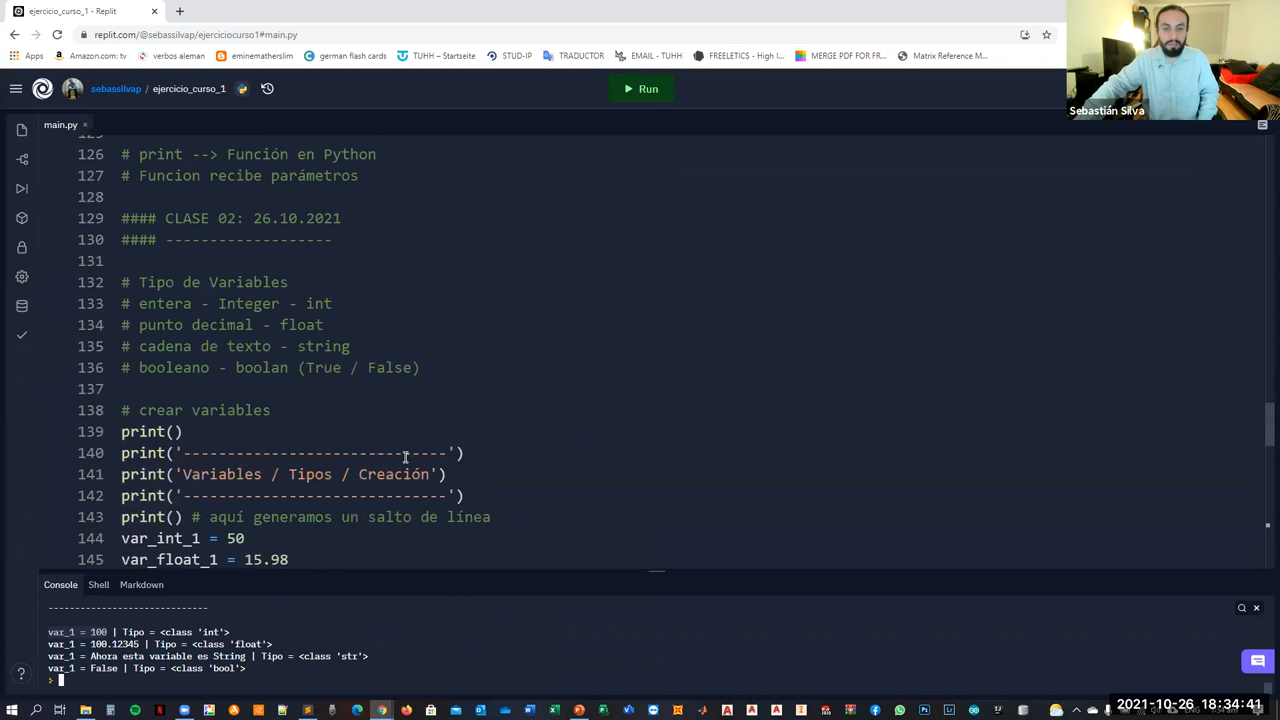 ejercicio_curso_1 - Replit
replit.com/@sebassilvap/ejerciciocurso1#main.py
Apps Amazon.com: tv verbos aleman eminematherslim german flash cards TUHH – Startseite STUD-IP TRADUCTOR EMAIL - TUHH FREELETICS - High I... MERGE PDF FOR FR... Matrix Reference M...
Sebastián Silva
sebassilvap / ejercicio_curso_1
Run
main.py
125
126 # print --> Función en Python
127 # Funcion recibe parámetros
128
129 #### CLASE 02: 26.10.2021
130 #### -------------------
131
132 # Tipo de Variables
133 # entera - Integer - int
134 # punto decimal - float
135 # cadena de texto - string
136 # booleano - boolan (True / False)
137
138 # crear variables
139 print()
140 print('------------------------------')
141 print('Variables / Tipos / Creación')
142 print('------------------------------')
143 print() # aquí generamos un salto de línea
144 var_int_1 = 50
145 var_float_1 = 15.98
Console Shell Markdown
------------------------------
var_1 = 100 | Tipo = <class 'int'>
var_1 = 100.12345 | Tipo = <class 'float'>
var_1 = Ahora esta variable es String | Tipo = <class 'str'>
var_1 = False | Tipo = <class 'bool'>
>
2021-10-26 18:34:41